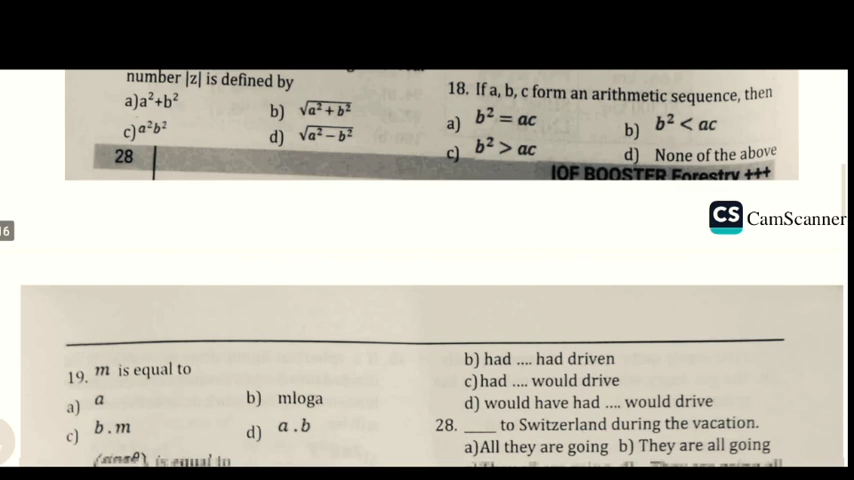 number |z| is defined by
a)a²+b²
b) √a²+b²
c)a²b²
d) √a²−b²
28
18. If a, b, c form an arithmetic sequence, then
a) b² = ac
b) b² < ac
c) b² > ac
d) None of the above
IOF BOOSTER Forestry +++
16
CS CamScanner
19. m is equal to
a) a
b) mloga
c) b.m
d) a.b
is equal to
b) had .... had driven
c)had .... would drive
d) would have had .... would drive
28. ____ to Switzerland during the vacation.
a)All they are going b) They are all going